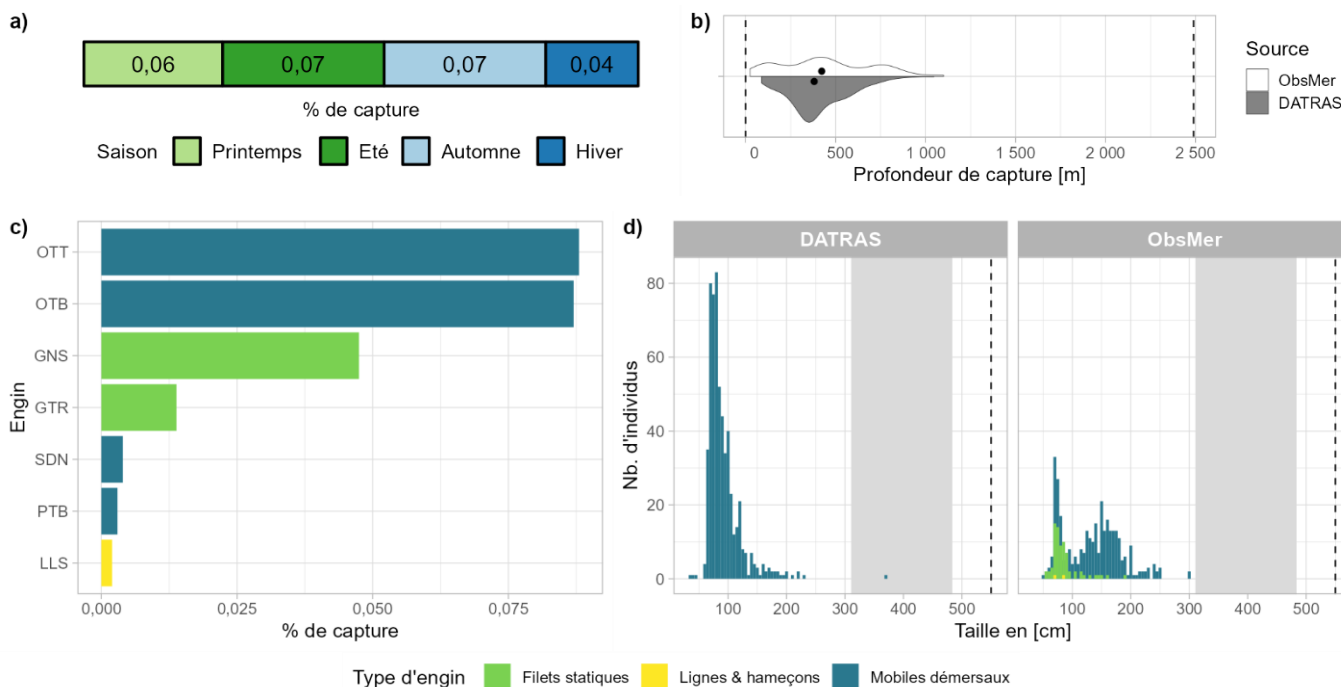 a)
0,06 0,07 0,07 0,04
% de capture
Saison Printemps Eté Automne Hiver
b)
0 500 1 000 1 500 2 000 2 500
Profondeur de capture [m]
Source
ObsMer
DATRAS
c)
Engin
OTT
OTB
GNS
GTR
SDN
PTB
LLS
0,000 0,025 0,050 0,075
% de capture
d)
DATRAS ObsMer
Nb. d'individus
80
60
40
20
0
100 200 300 400 500 100 200 300 400 500
Taille en [cm]
Type d'engin Filets statiques Lignes & hameçons Mobiles démersaux